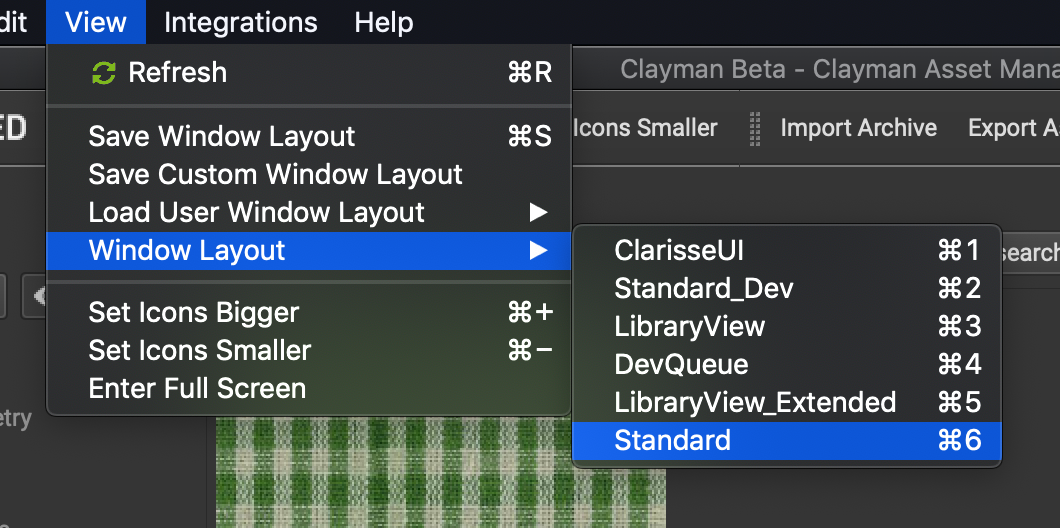 dit View Integrations Help
Refresh ⌘R
Clayman Beta - Clayman Asset Mana
ED
Save Window Layout ⌘S
Icons Smaller Import Archive Export A
Save Custom Window Layout
Load User Window Layout ▶
Window Layout ▶
ClarisseUI ⌘1
search
Standard_Dev ⌘2
Set Icons Bigger ⌘+
LibraryView ⌘3
Set Icons Smaller ⌘−
DevQueue ⌘4
Enter Full Screen
LibraryView_Extended ⌘5
etry
Standard ⌘6